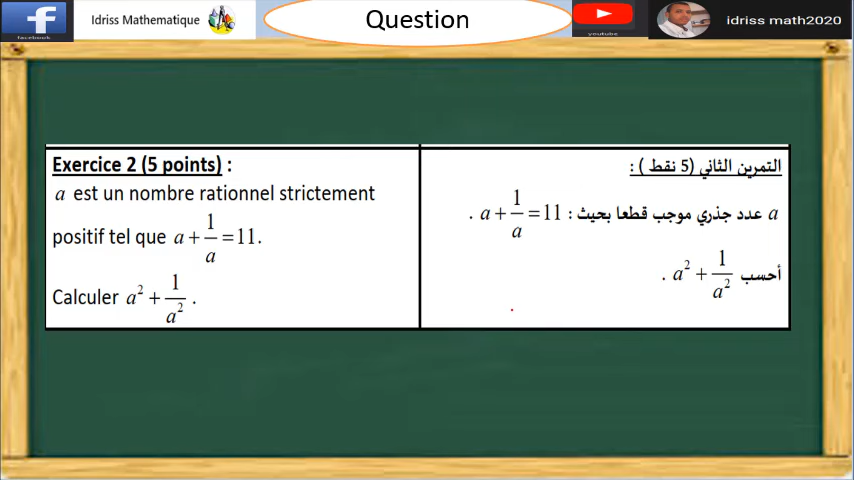 facebook
Idriss Mathematique
Question
youtube
idriss math2020
Exercice 2 (5 points) :
a est un nombre rationnel strictement
positif tel que a + 1/a = 11.
Calculer a² + 1/a² .
التمرين الثاني (5 نقط ) :
a عدد جذري موجب قطعا بحيث : a + 1/a = 11 .
أحسب a² + 1/a² .